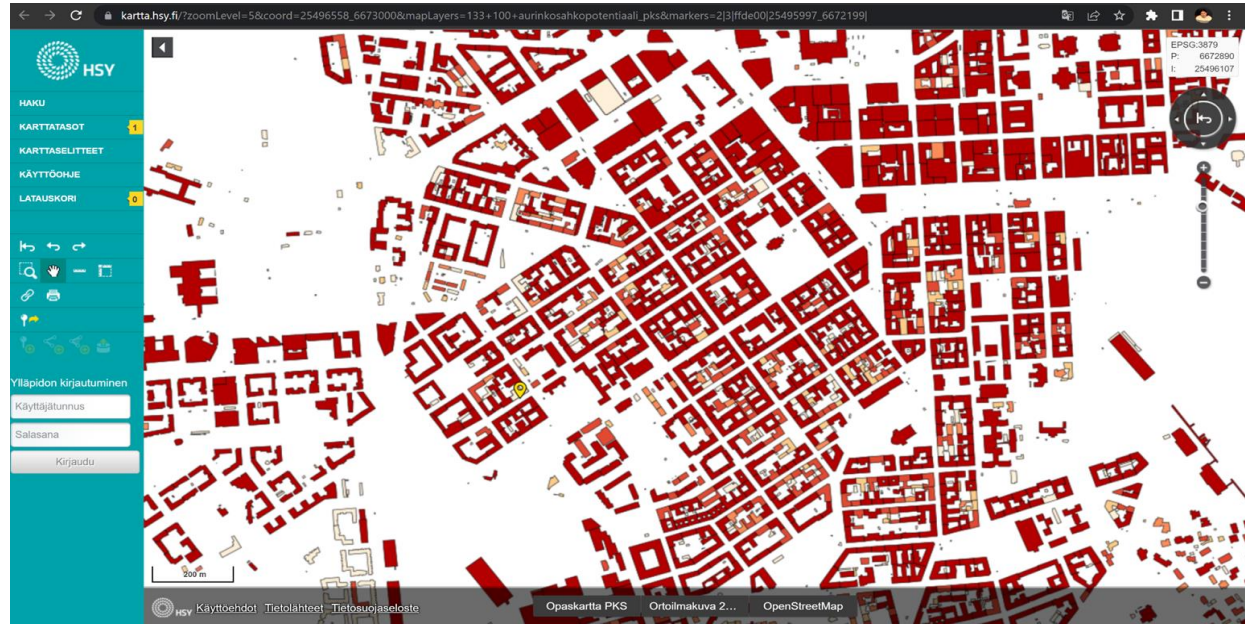 kartta.hsy.fi/?zoomLevel=5&coord=25496558_6673000&mapLayers=133+100+aurinkosahkopotentiaali_pks&markers=2|3|ffde00|25495997_6672199|
HSY
HAKU
KARTTATASOT 1
KARTTASELITTEET
KÄYTTÖOHJE
LATAUSKORI 0
Ylläpidon kirjautuminen
Käyttäjätunnus
Salasana
Kirjaudu
EPSG:3879
P: 6672890
I: 25496107
200 m
HSY Käyttöehdot Tietolähteet Tietosuojaseloste
Opaskartta PKS Ortoilmakuva 2... OpenStreetMap